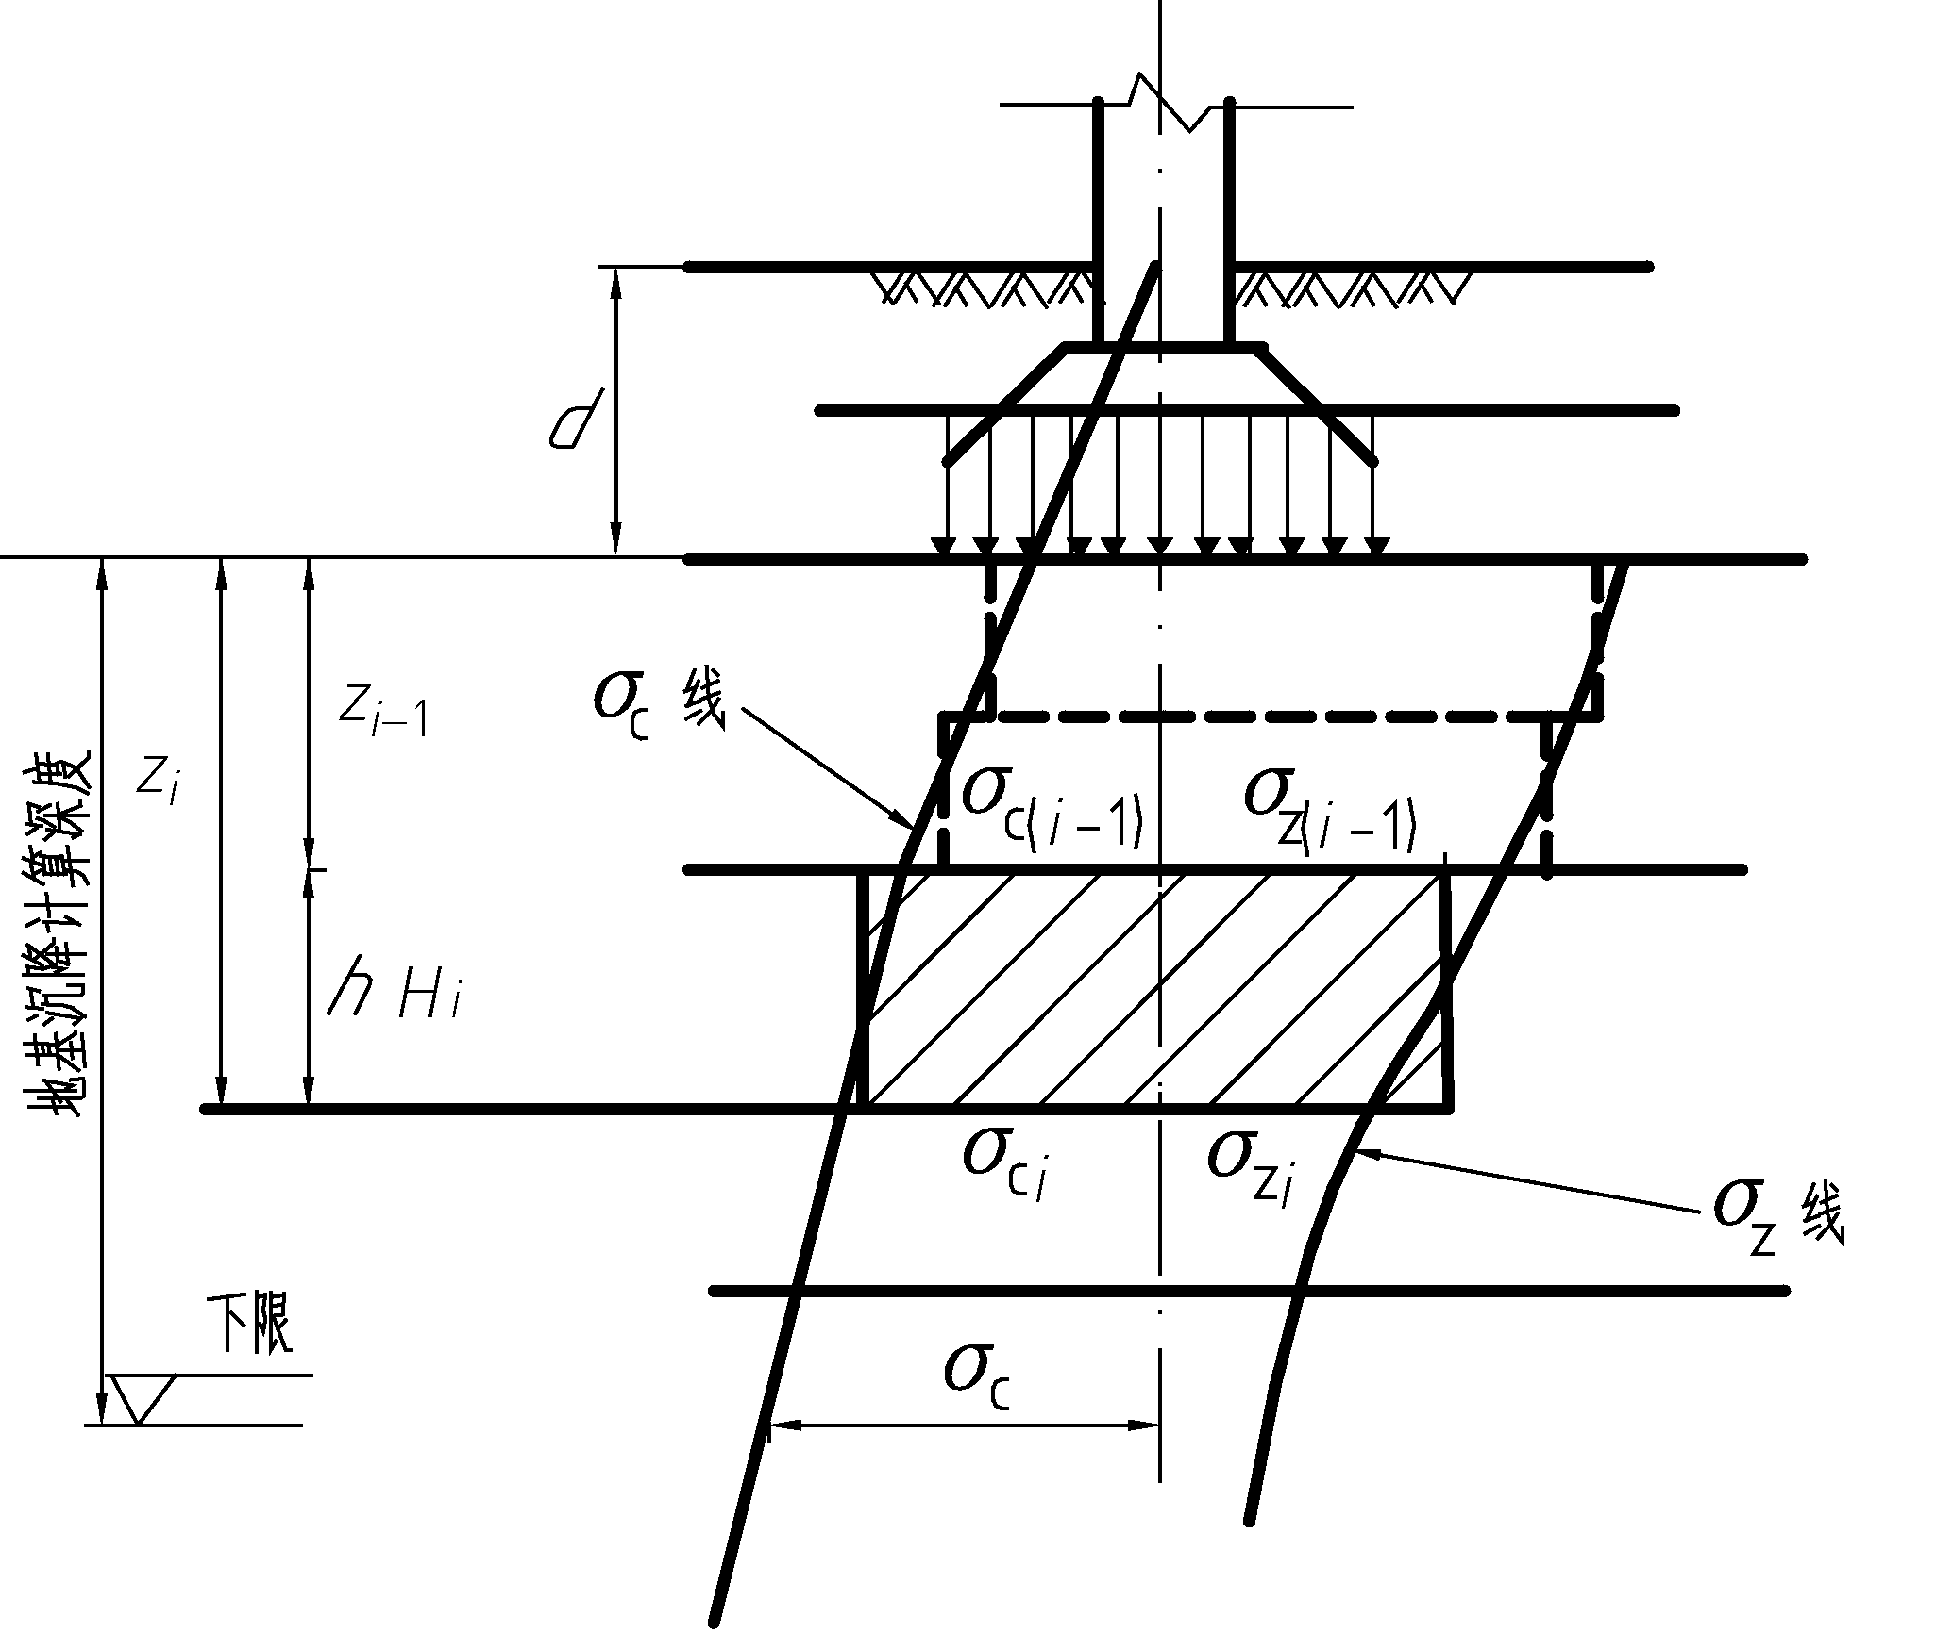 d
σc 线
zi-1
zi
σc(i-1)
σz(i-1)
地基沉降计算深度
h Hi
σci
σzi
σz 线
下限
σc